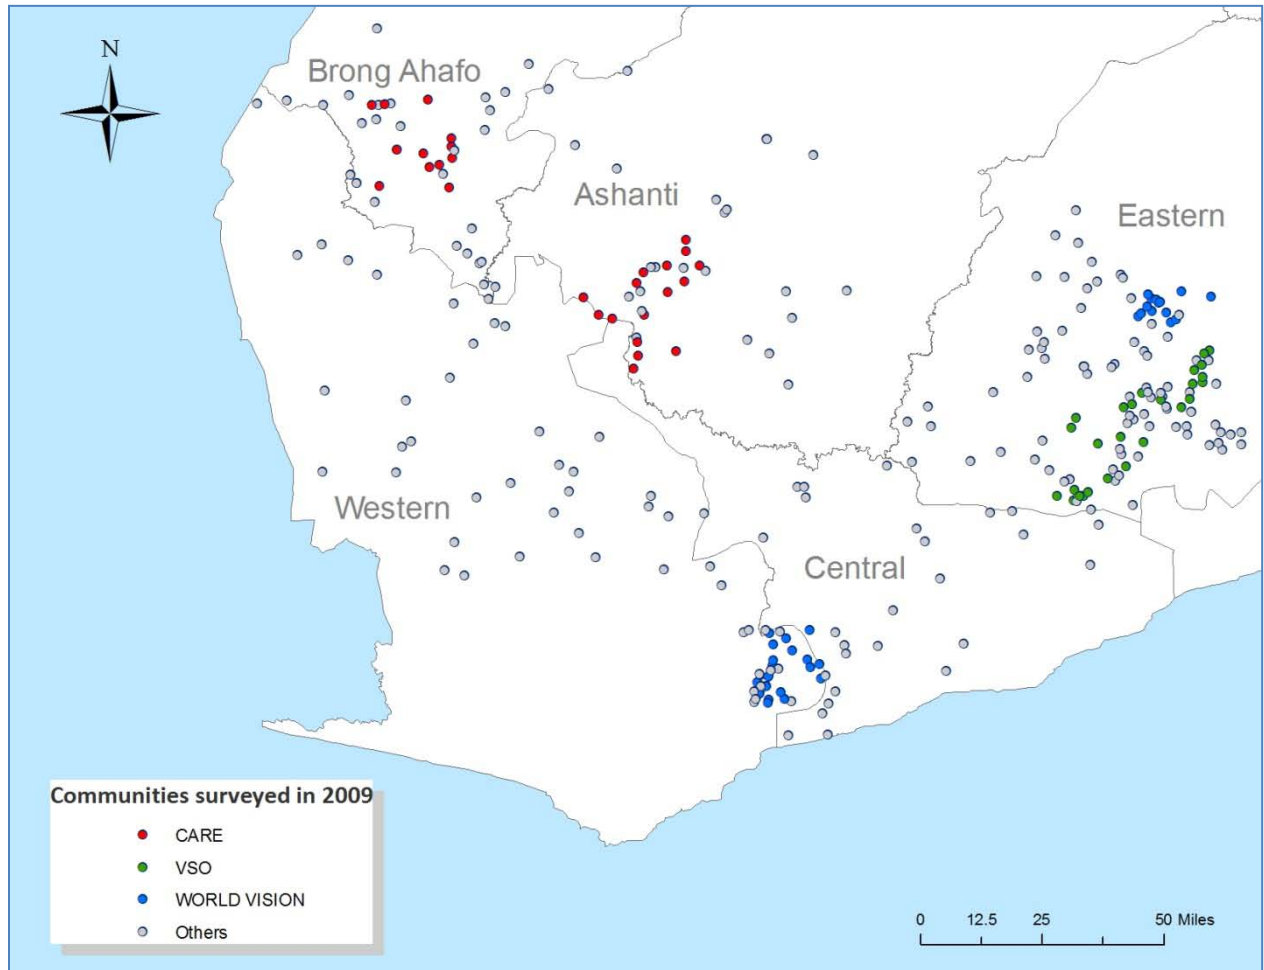 N
Brong Ahafo
Ashanti
Eastern
Western
Central
Communities surveyed in 2009
CARE
VSO
WORLD VISION
Others
0 12.5 25 50 Miles